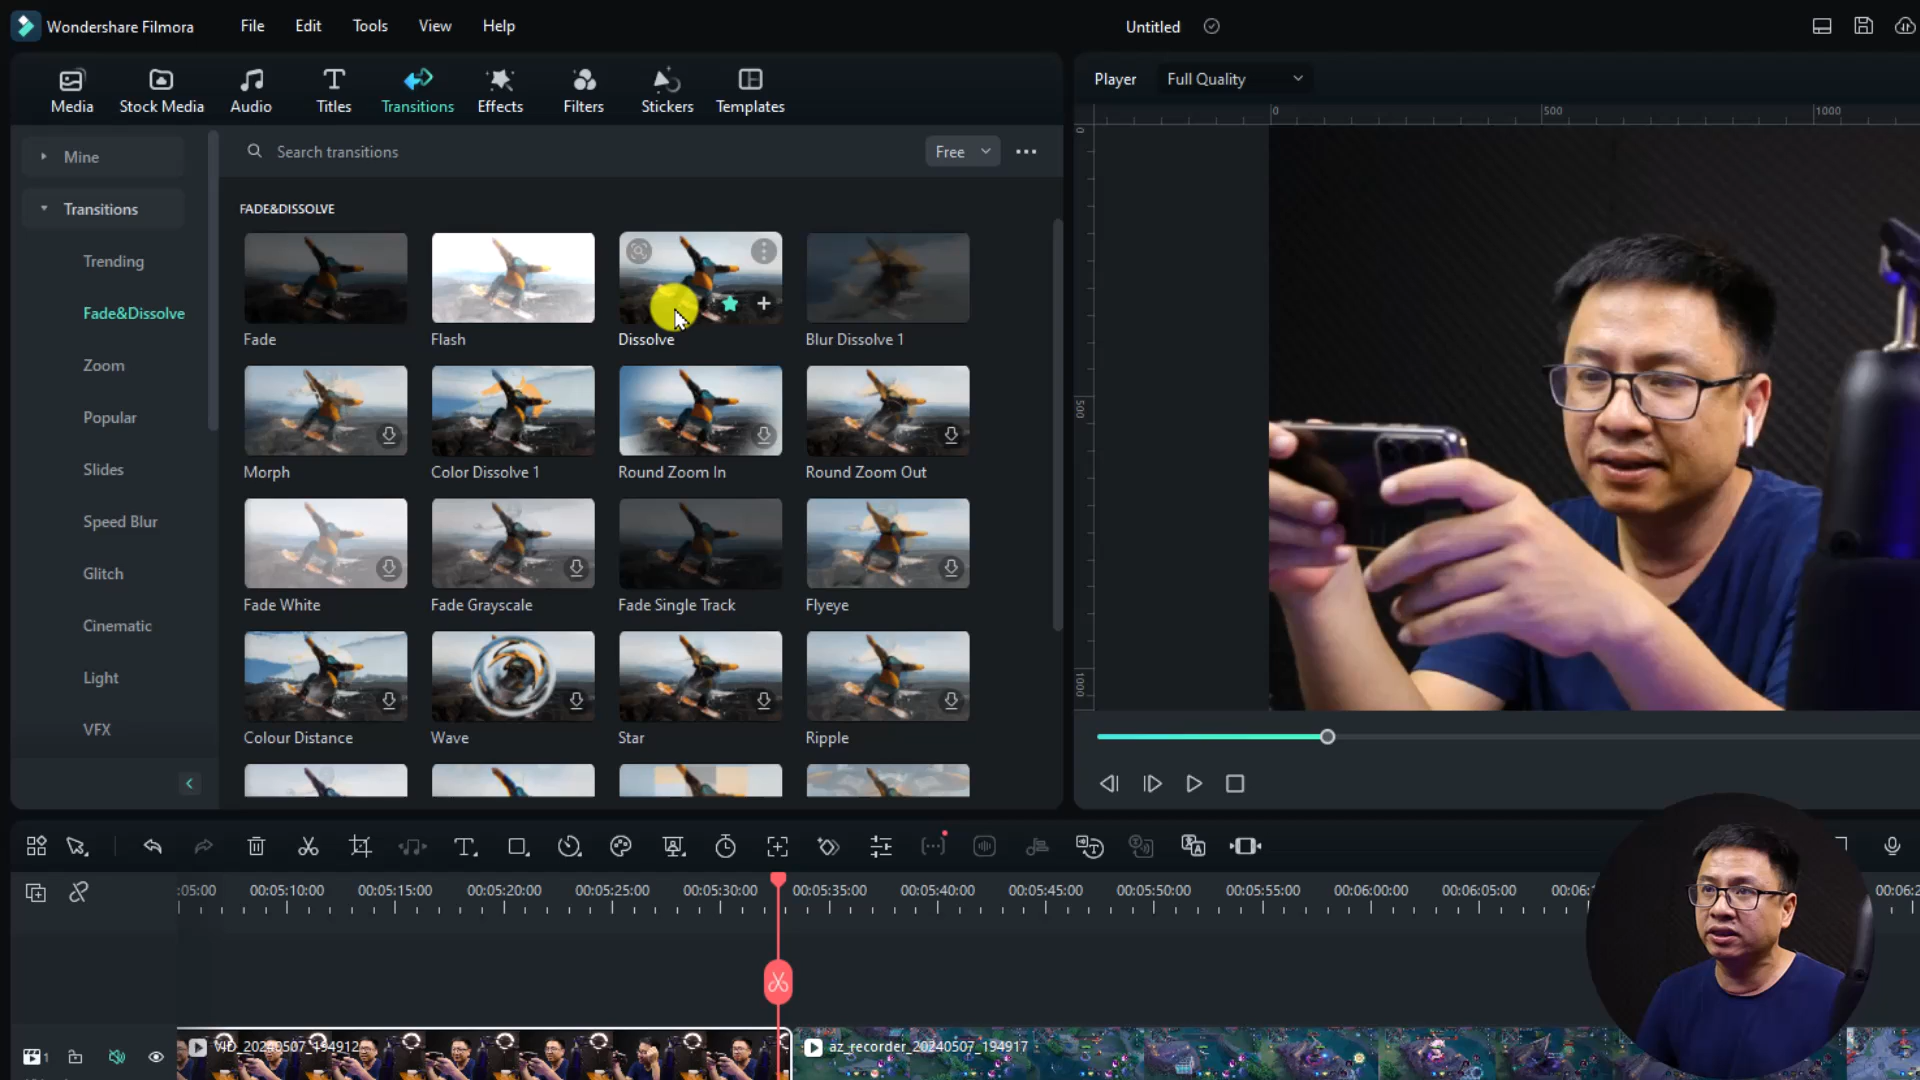 Wondershare Filmora
File
Edit
Tools
View
Help
Untitled
Media
Stock Media
Audio
Titles
Transitions
Effects
Filters
Stickers
Templates
Player
Full Quality
0
500
1000
Mine
Search transitions
Free
Transitions
FADE&DISSOLVE
Trending
Fade&Dissolve
Zoom
Popular
Slides
Speed Blur
Glitch
Cinematic
Light
VFX
Fade
Flash
Dissolve
Blur Dissolve 1
Morph
Color Dissolve 1
Round Zoom In
Round Zoom Out
Fade White
Fade Grayscale
Fade Single Track
Flyeye
Colour Distance
Wave
Star
Ripple
0
500
1000
:05:00
00:05:10:00
00:05:15:00
00:05:20:00
00:05:25:00
00:05:30:00
00:05:35:00
00:05:40:00
00:05:45:00
00:05:50:00
00:05:55:00
00:06:00:00
00:06:05:00
00:06:
00:06:2
1
VID_20240507_194912
az_recorder_20240507_194917